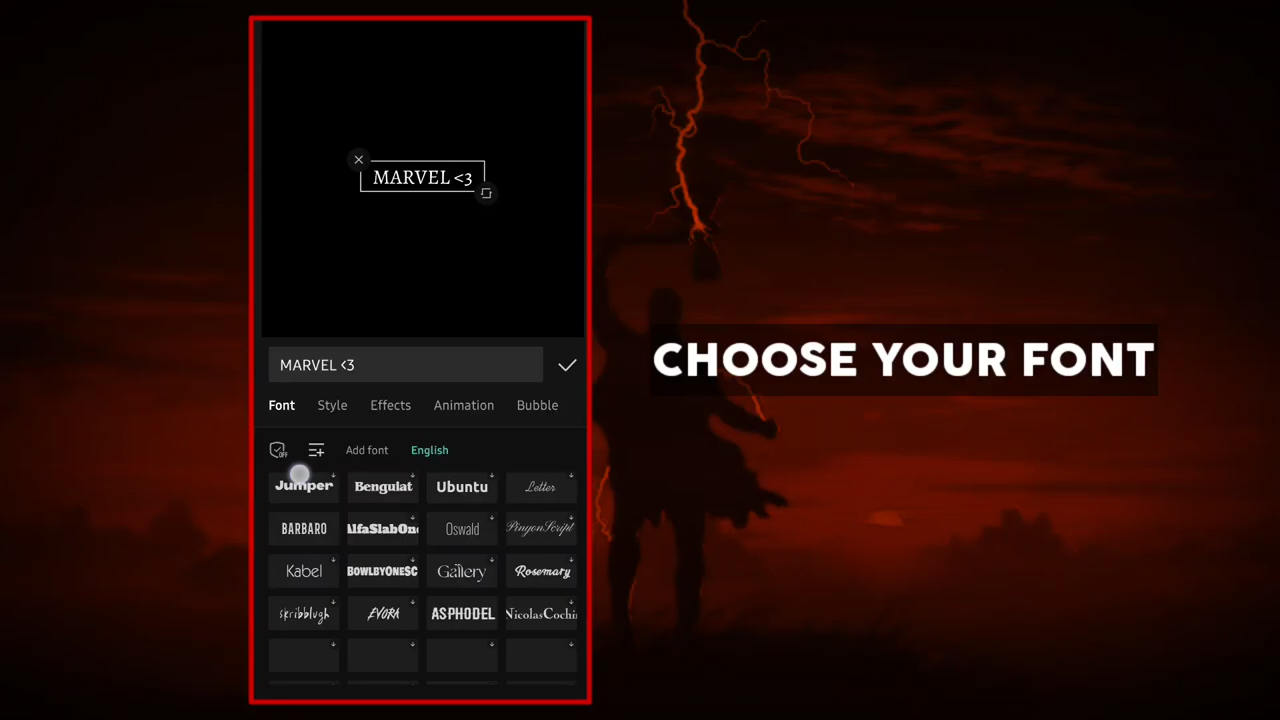 MARVEL <3
MARVEL <3
Font Style Effects Animation Bubble
OFF Add font English
Jumper Bengulat Ubuntu Letter
BARBARO AlfaSlabOne Oswald PinyonScript
Kabel BOWLBYONESC Gallery Rosemary
skribblugh EVORA ASPHODEL NicolasCochin
CHOOSE YOUR FONT